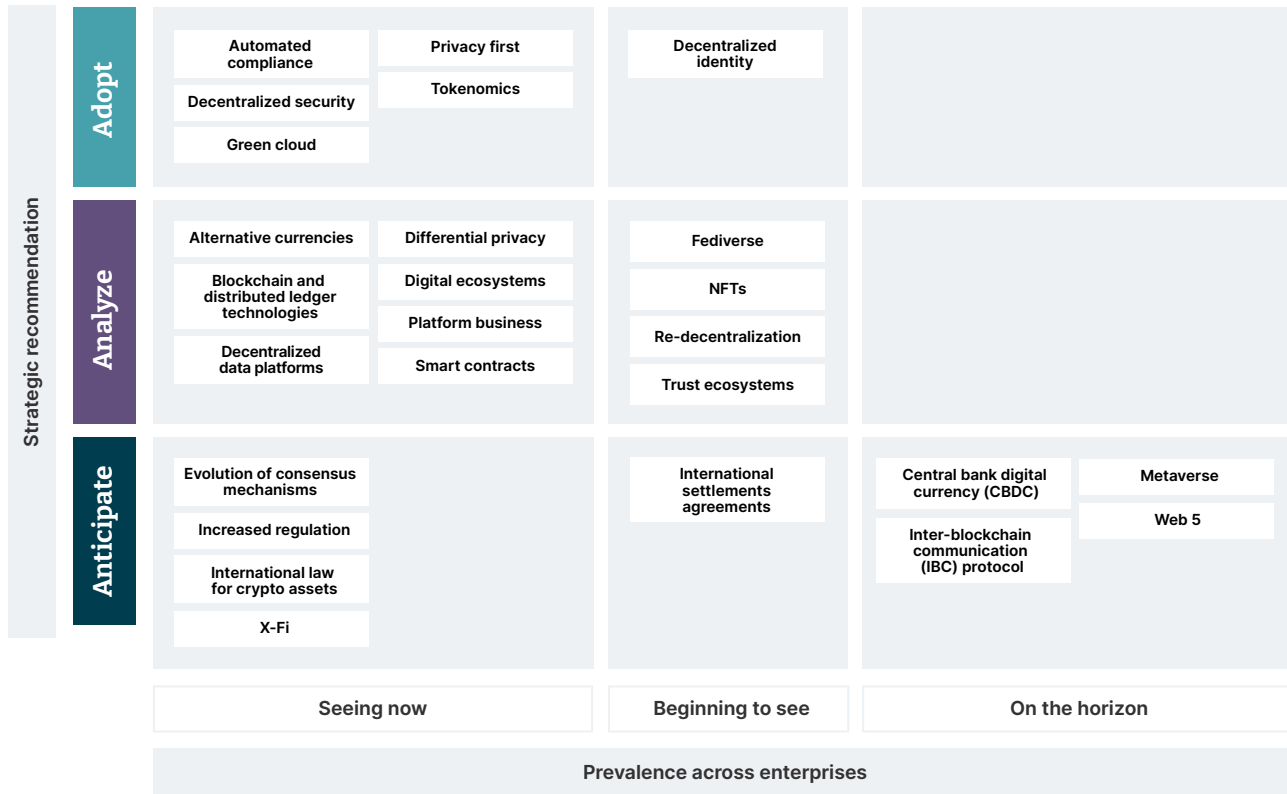 Strategic recommendation
Adopt
Automated
compliance
Decentralized security
Green cloud
Privacy first
Tokenomics
Decentralized
identity
Analyze
Alternative currencies
Blockchain and
distributed ledger
technologies
Decentralized
data platforms
Differential privacy
Digital ecosystems
Platform business
Smart contracts
Fediverse
NFTs
Re-decentralization
Trust ecosystems
Anticipate
Evolution of consensus
mechanisms
Increased regulation
International law
for crypto assets
X-Fi
International
settlements
agreements
Central bank digital
currency (CBDC)
Inter-blockchain
communication
(IBC) protocol
Metaverse
Web 5
Seeing now
Beginning to see
On the horizon
Prevalence across enterprises